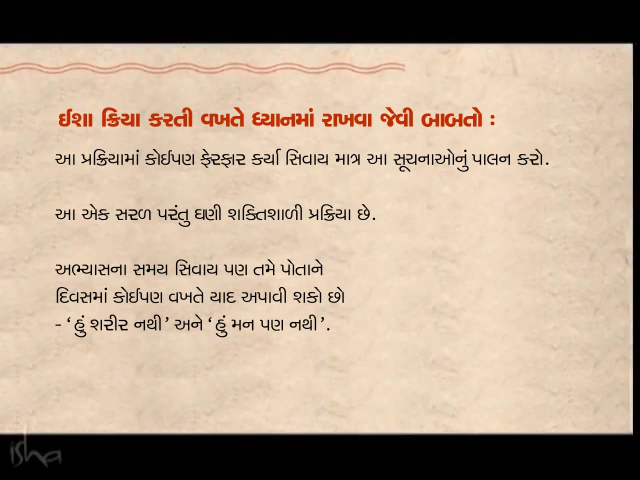 ઈશા ક્રિયા કરતી વખતે ધ્યાનમાં રાખવા જેવી બાબતો :
આ પ્રક્રિયામાં કોઈપણ ફેરફાર કર્યા સિવાય માત્ર આ સૂચનાઓનું પાલન કરો.
આ એક સરળ પરંતુ ઘણી શક્તિશાળી પ્રક્રિયા છે.
અભ્યાસના સમય સિવાય પણ તમે પોતાને
દિવસમાં કોઈપણ વખતે યાદ અપાવી શકો છો
- ‘હું શરીર નથી’ અને ‘હું મન પણ નથી’.
isha